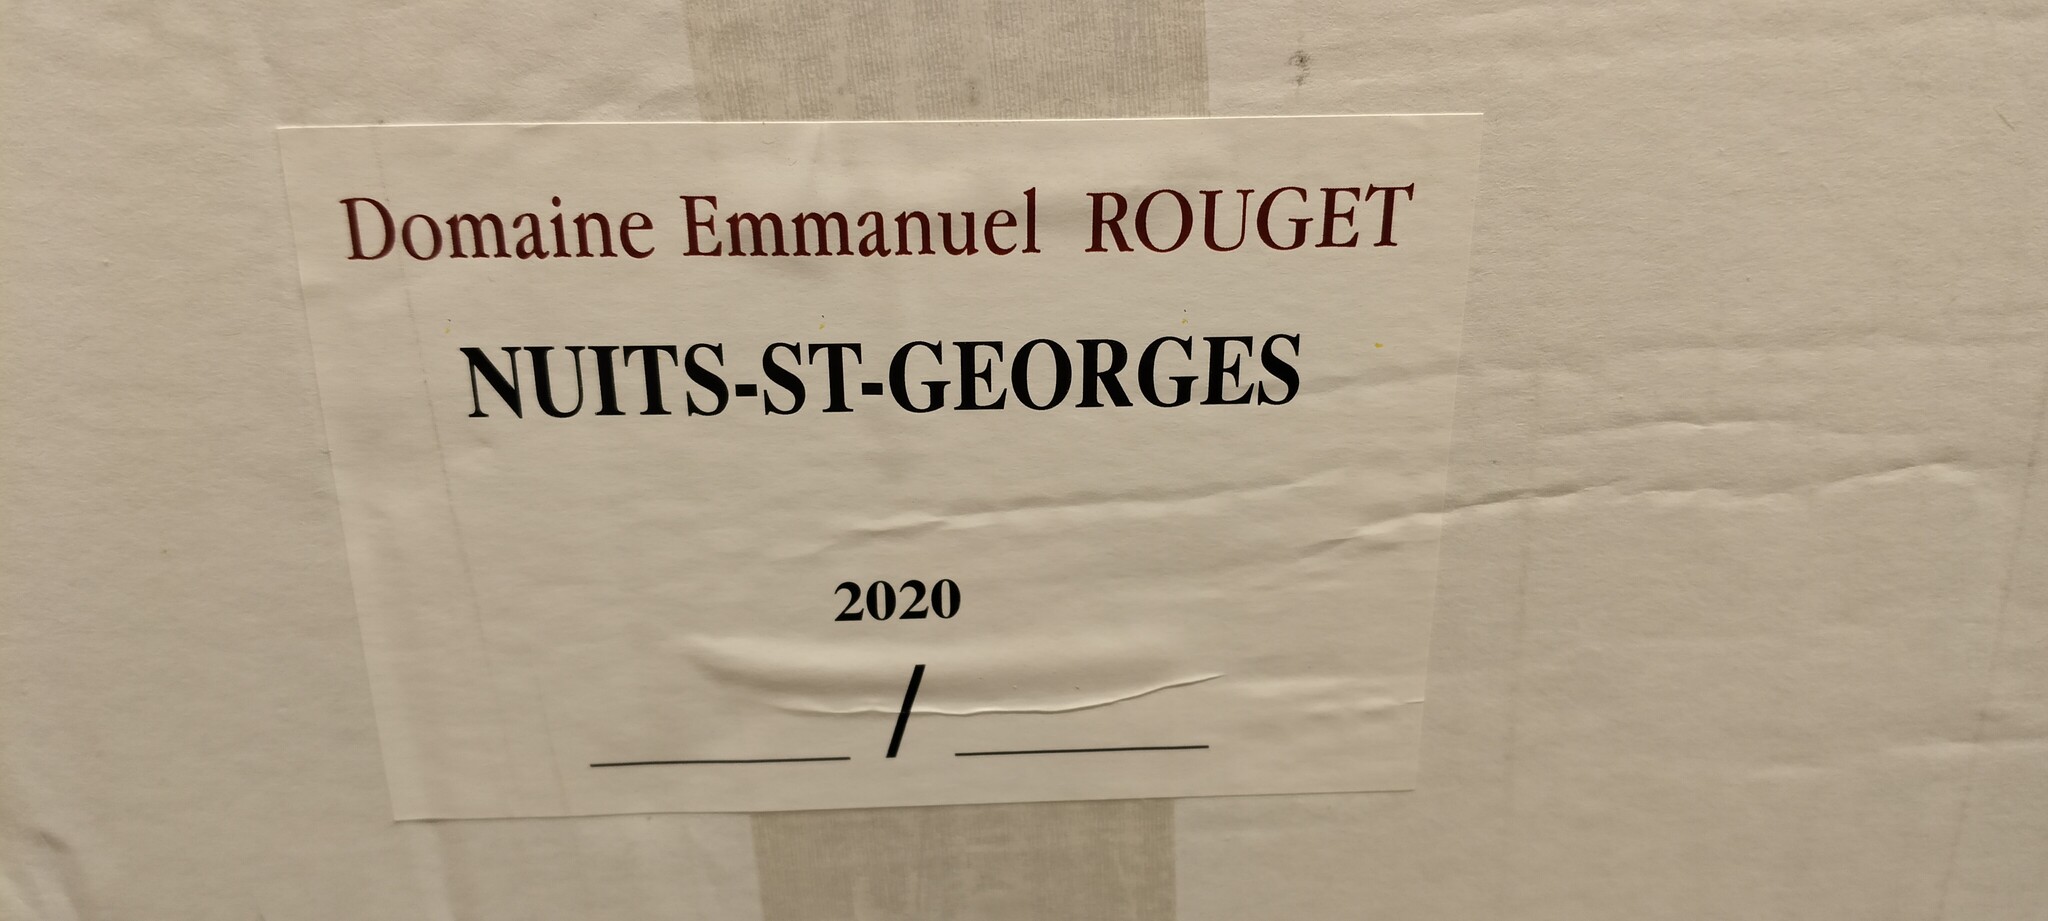 Domaine Emmanuel ROUGET
NUITS-ST-GEORGES
2020
/